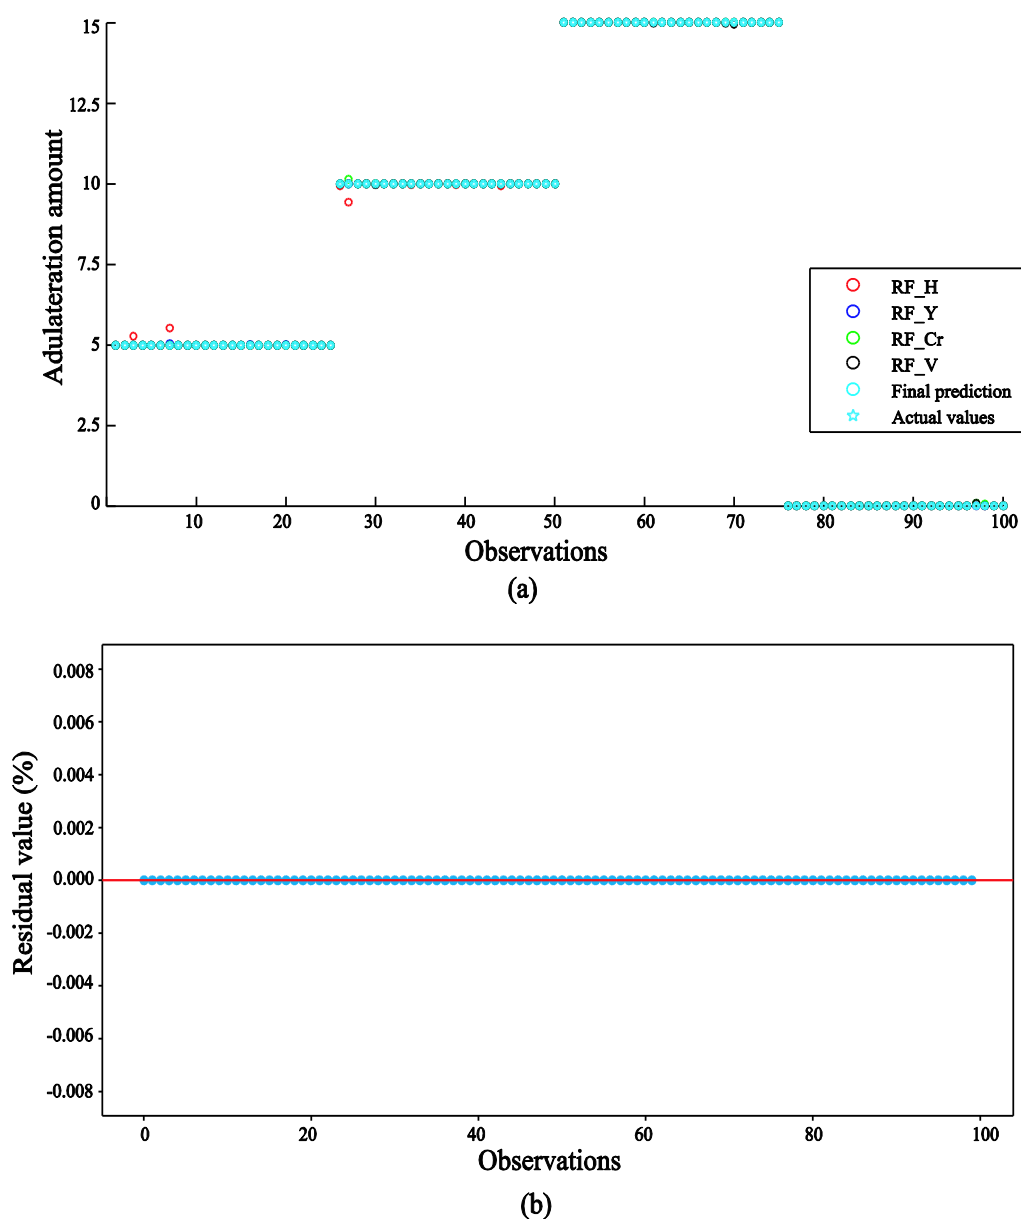 15
12.5
10
7.5
5
2.5
0
Adulateration amount
10 20 30 40 50 60 70 80 90 100
Observations
(a)
RF_H
RF_Y
RF_Cr
RF_V
Final prediction
Actual values
0.008
0.006
0.004
0.002
0.000
-0.002
-0.004
-0.006
-0.008
Residual value (%)
0 20 40 60 80 100
Observations
(b)